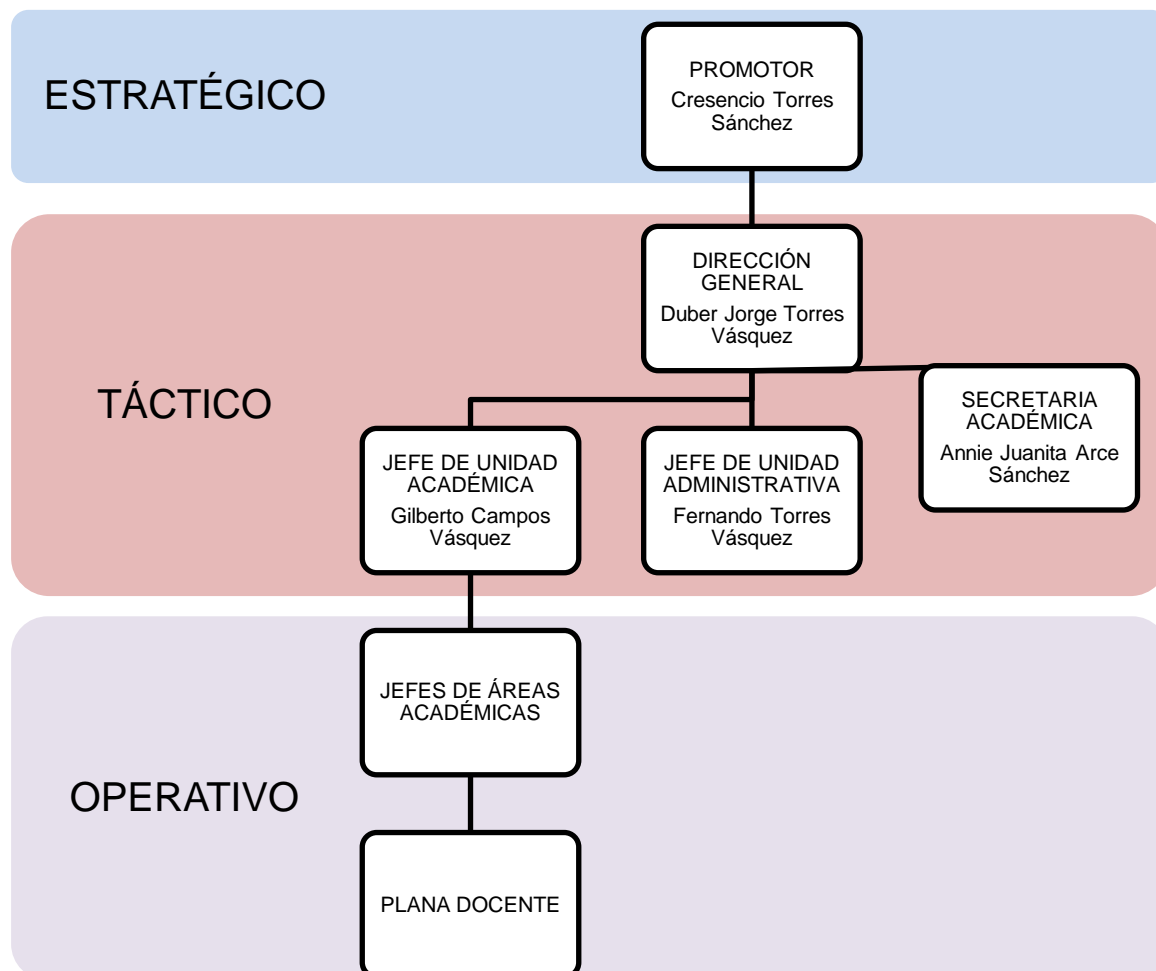 ESTRATÉGICO
PROMOTOR
Cresencio Torres
Sánchez
TÁCTICO
DIRECCIÓN
GENERAL
Duber Jorge Torres
Vásquez
JEFE DE UNIDAD
ACADÉMICA
Gilberto Campos
Vásquez
JEFE DE UNIDAD
ADMINISTRATIVA
Fernando Torres
Vásquez
SECRETARIA
ACADÉMICA
Annie Juanita Arce
Sánchez
OPERATIVO
JEFES DE ÁREAS
ACADÉMICAS
PLANA DOCENTE